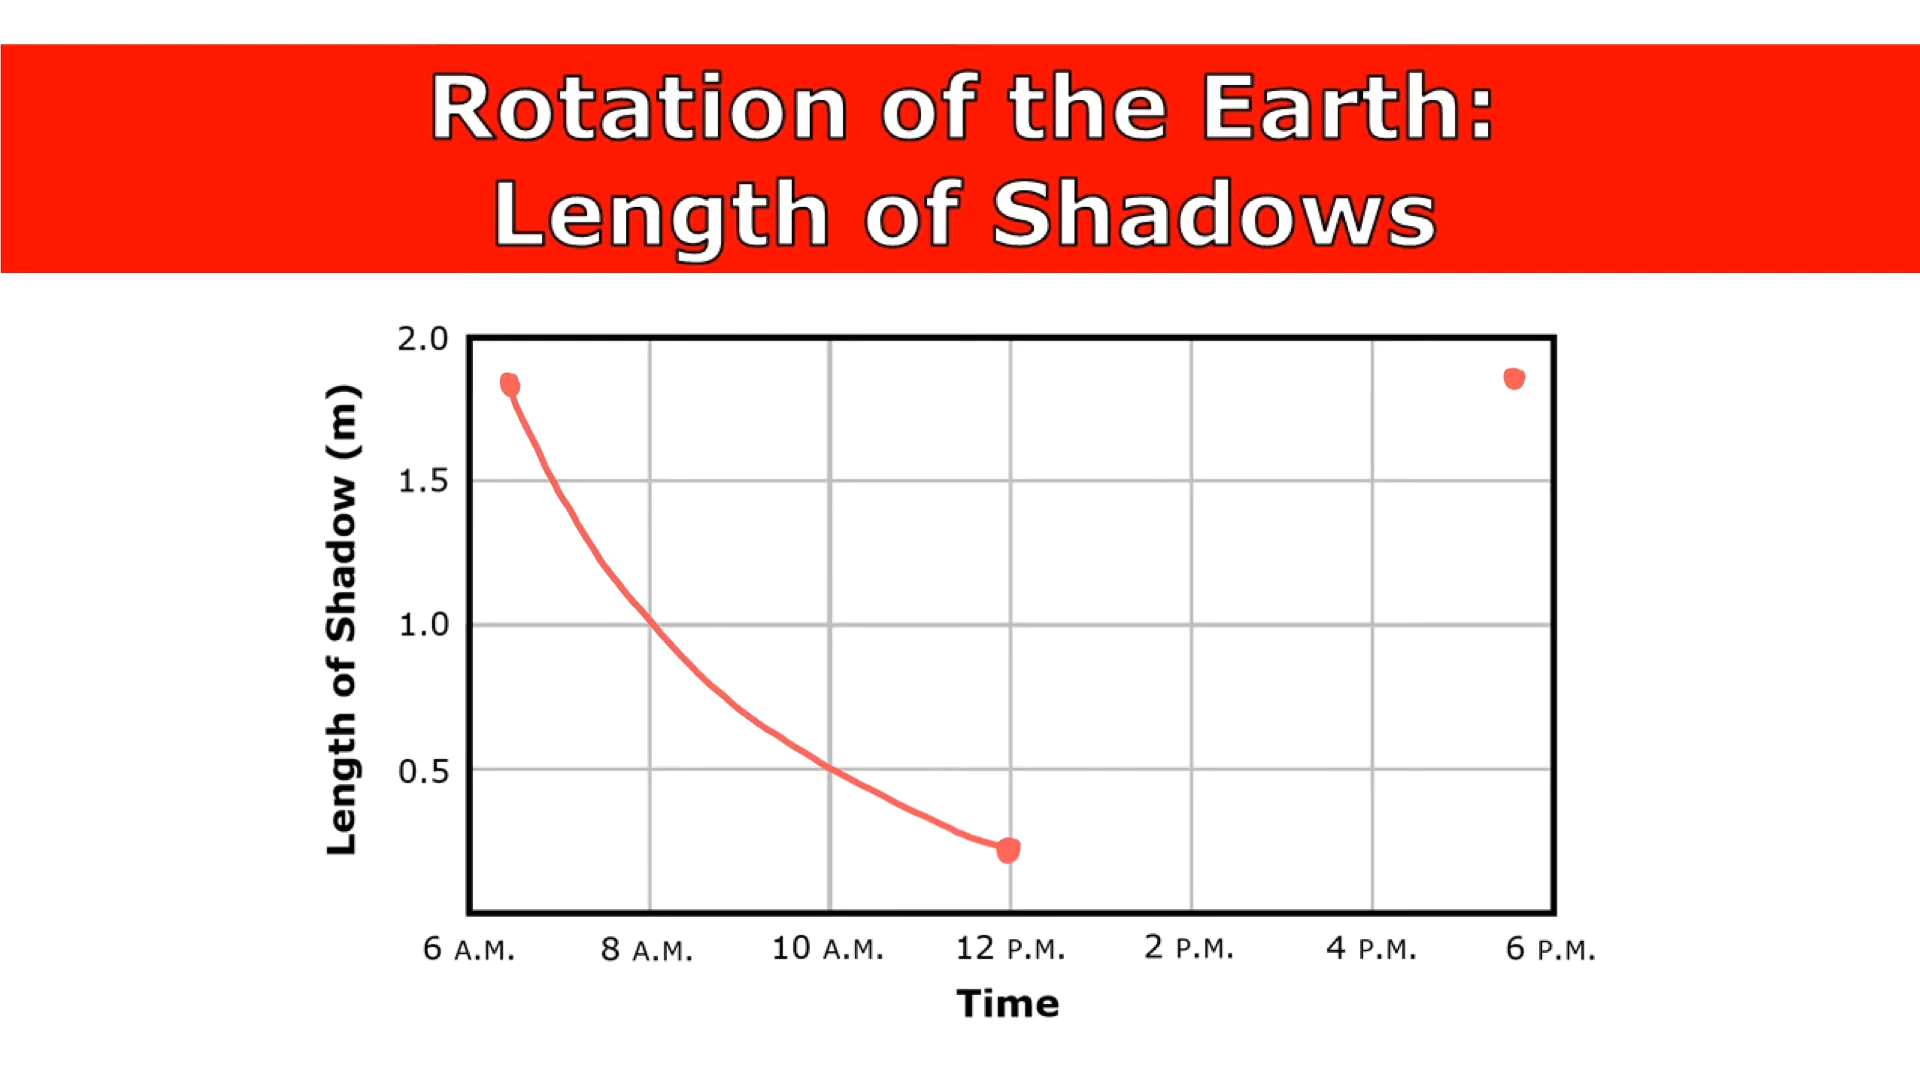 Rotation of the Earth:
Length of Shadows
Length of Shadow (m)
2.0
1.5
1.0
0.5
6 A.M.
8 A.M.
10 A.M.
12 P.M.
2 P.M.
4 P.M.
6 P.M.
Time